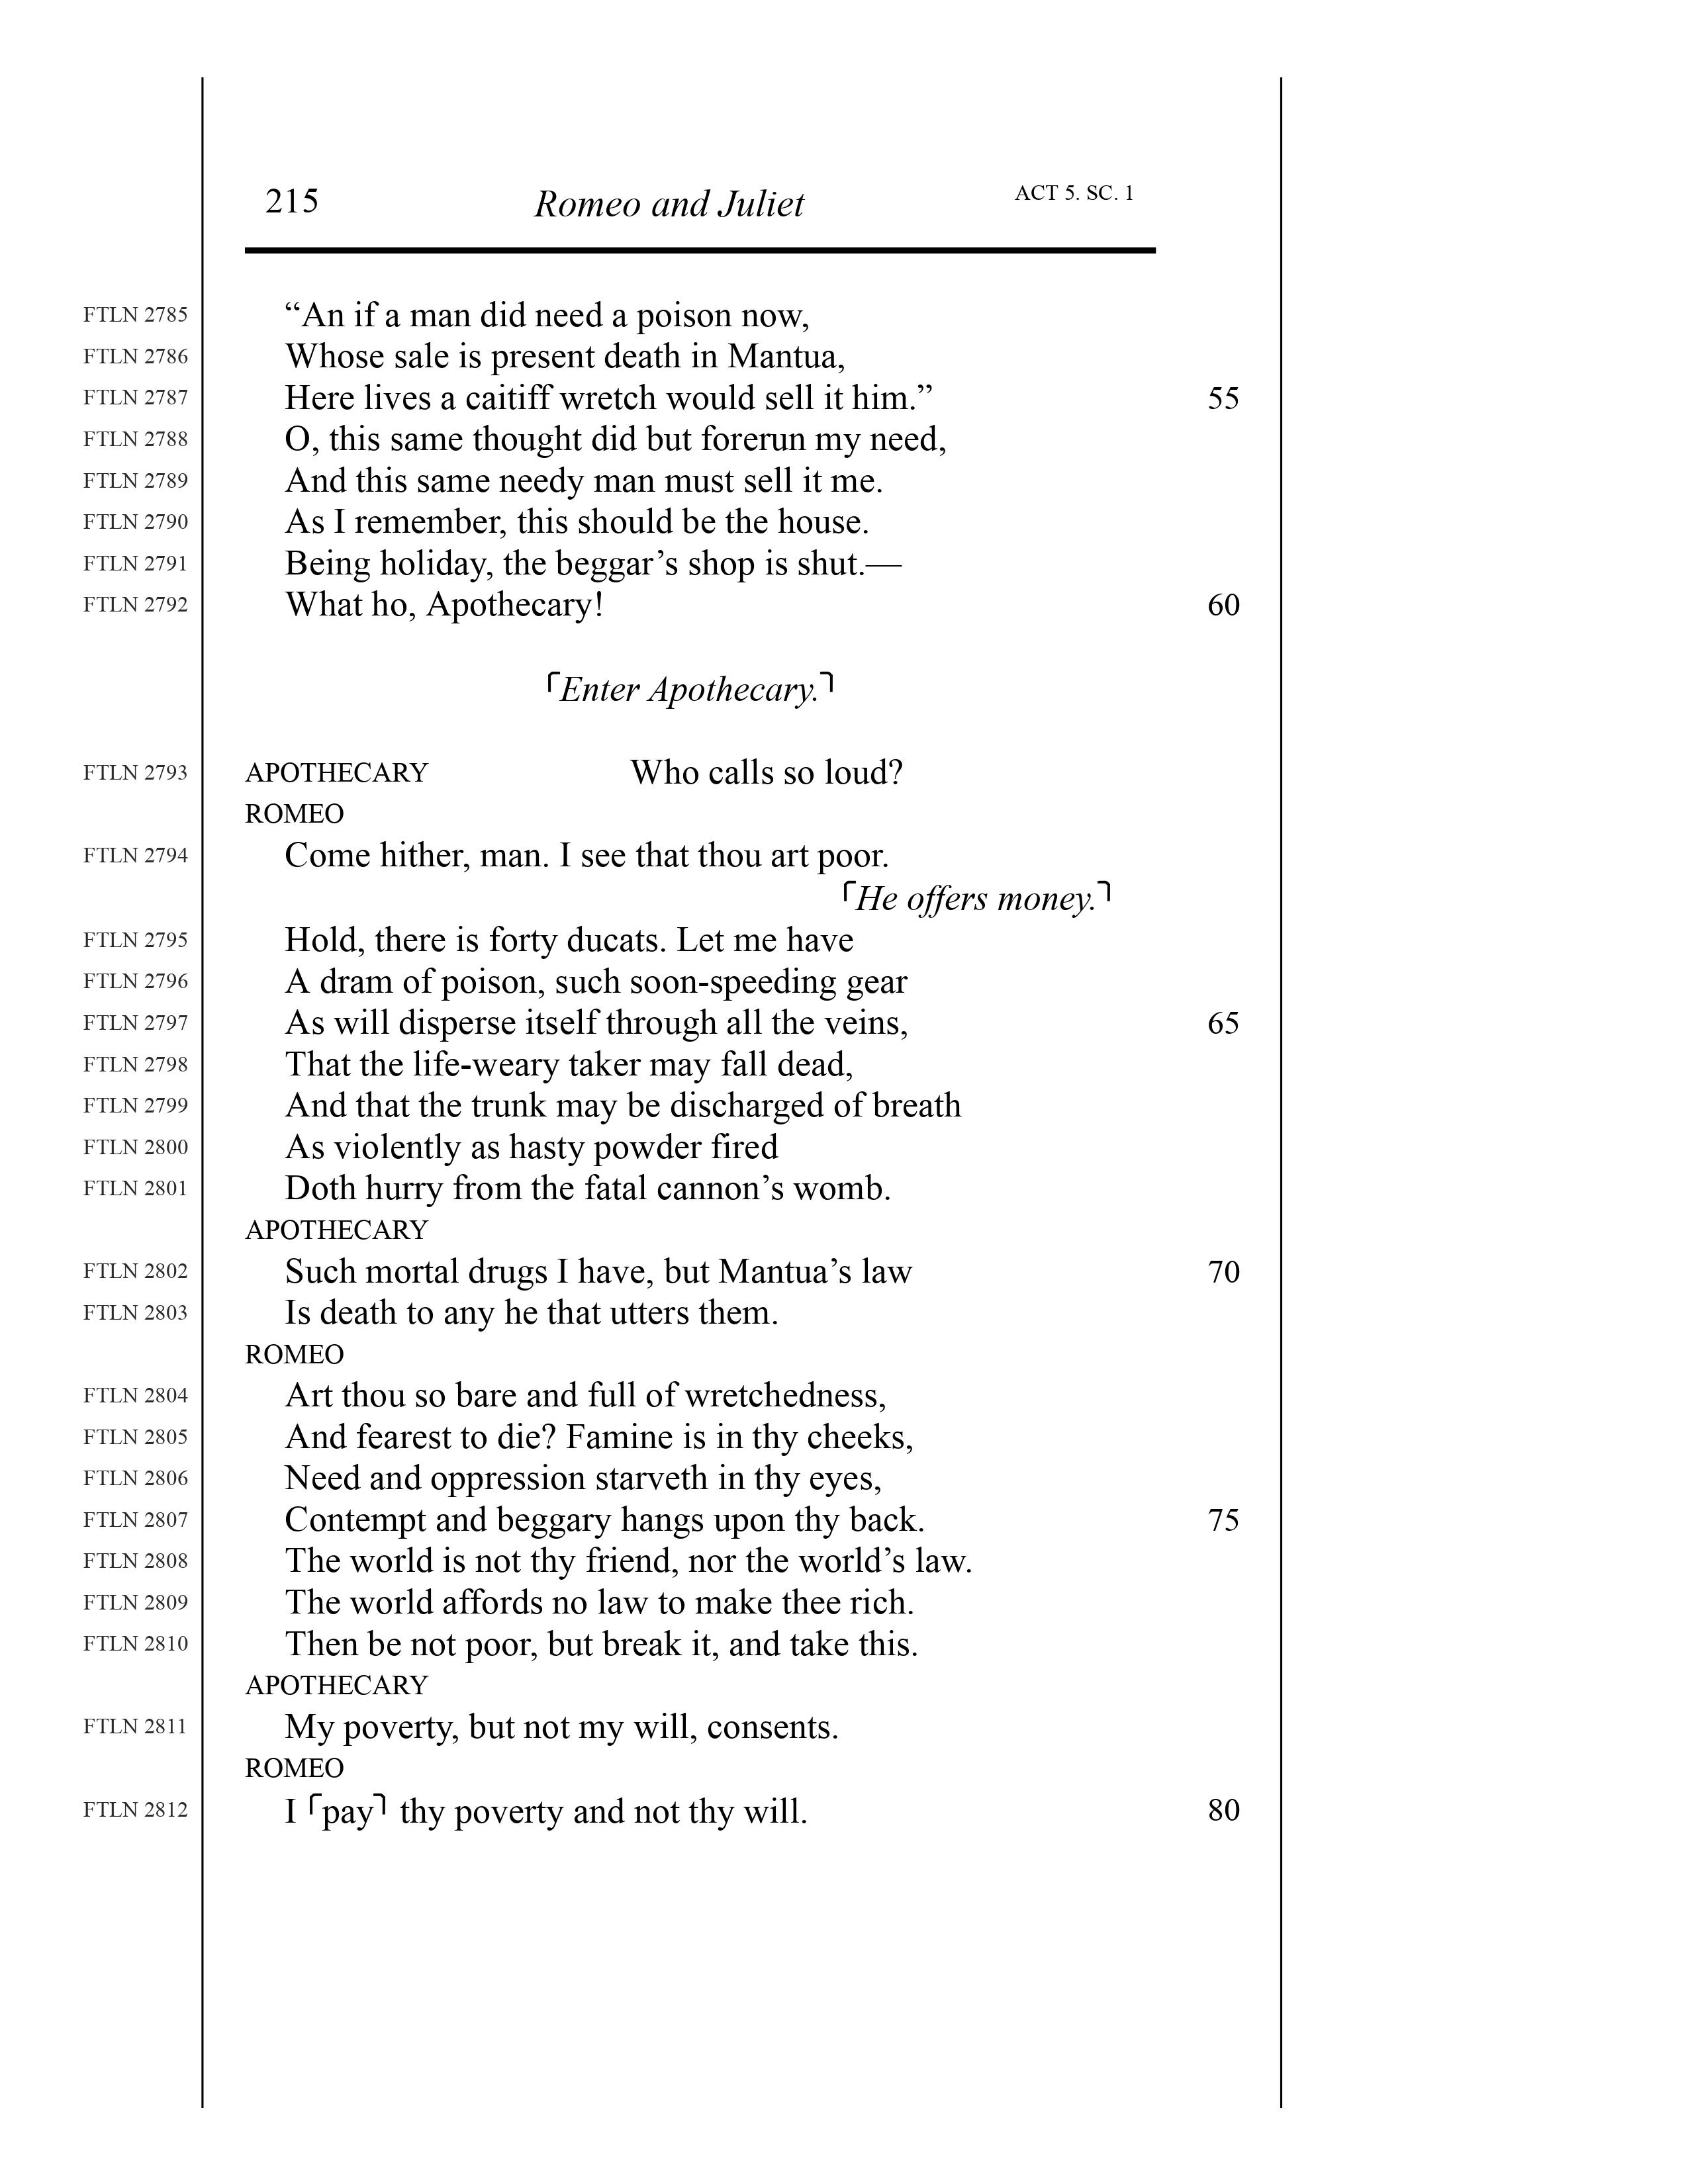 215 Romeo and Juliet ACT 5. SC. 1
FTLN 2785 “An if a man did need a poison now,
FTLN 2786 Whose sale is present death in Mantua,
FTLN 2787 Here lives a caitiff wretch would sell it him.” 55
FTLN 2788 O, this same thought did but forerun my need,
FTLN 2789 And this same needy man must sell it me.
FTLN 2790 As I remember, this should be the house.
FTLN 2791 Being holiday, the beggar’s shop is shut.—
FTLN 2792 What ho, Apothecary! 60
⌜Enter Apothecary.⌝
FTLN 2793 APOTHECARY Who calls so loud?
ROMEO
FTLN 2794 Come hither, man. I see that thou art poor.
⌜He offers money.⌝
FTLN 2795 Hold, there is forty ducats. Let me have
FTLN 2796 A dram of poison, such soon-speeding gear
FTLN 2797 As will disperse itself through all the veins, 65
FTLN 2798 That the life-weary taker may fall dead,
FTLN 2799 And that the trunk may be discharged of breath
FTLN 2800 As violently as hasty powder fired
FTLN 2801 Doth hurry from the fatal cannon’s womb.
APOTHECARY
FTLN 2802 Such mortal drugs I have, but Mantua’s law 70
FTLN 2803 Is death to any he that utters them.
ROMEO
FTLN 2804 Art thou so bare and full of wretchedness,
FTLN 2805 And fearest to die? Famine is in thy cheeks,
FTLN 2806 Need and oppression starveth in thy eyes,
FTLN 2807 Contempt and beggary hangs upon thy back. 75
FTLN 2808 The world is not thy friend, nor the world’s law.
FTLN 2809 The world affords no law to make thee rich.
FTLN 2810 Then be not poor, but break it, and take this.
APOTHECARY
FTLN 2811 My poverty, but not my will, consents.
ROMEO
FTLN 2812 I ⌜pay⌝ thy poverty and not thy will. 80